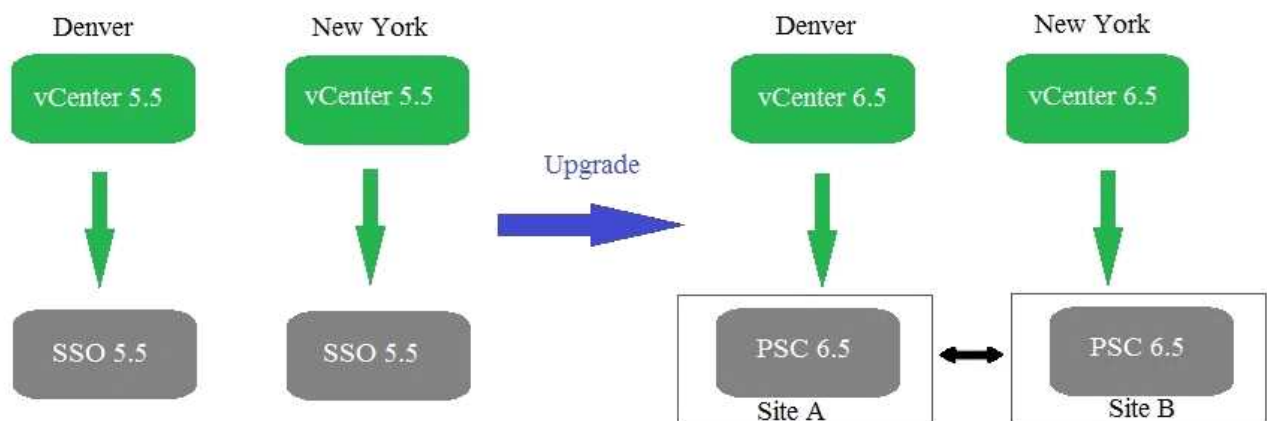 Denver
New York
Denver
New York
vCenter 5.5
vCenter 5.5
vCenter 6.5
vCenter 6.5
Upgrade
SSO 5.5
SSO 5.5
PSC 6.5
PSC 6.5
Site A
Site B